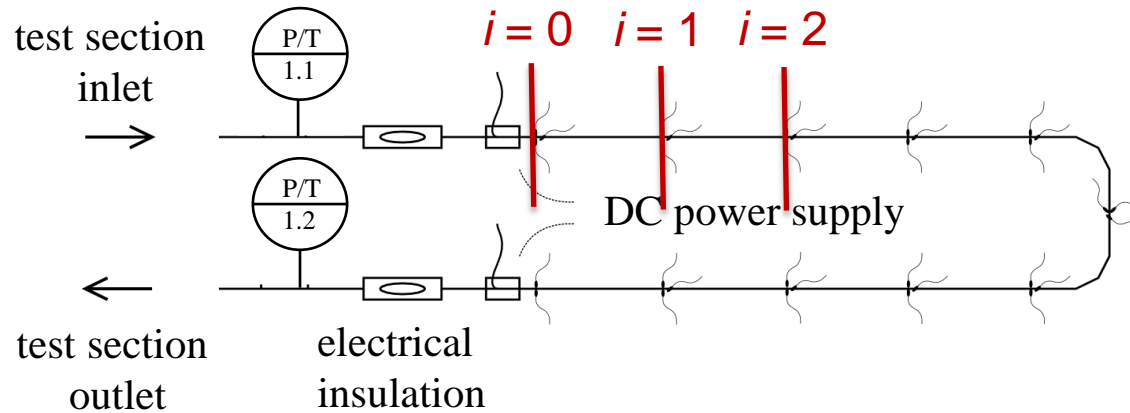 test section
inlet
P/T
1.1
i = 0
i = 1
i = 2
P/T
1.2
DC power supply
test section
outlet
electrical
insulation